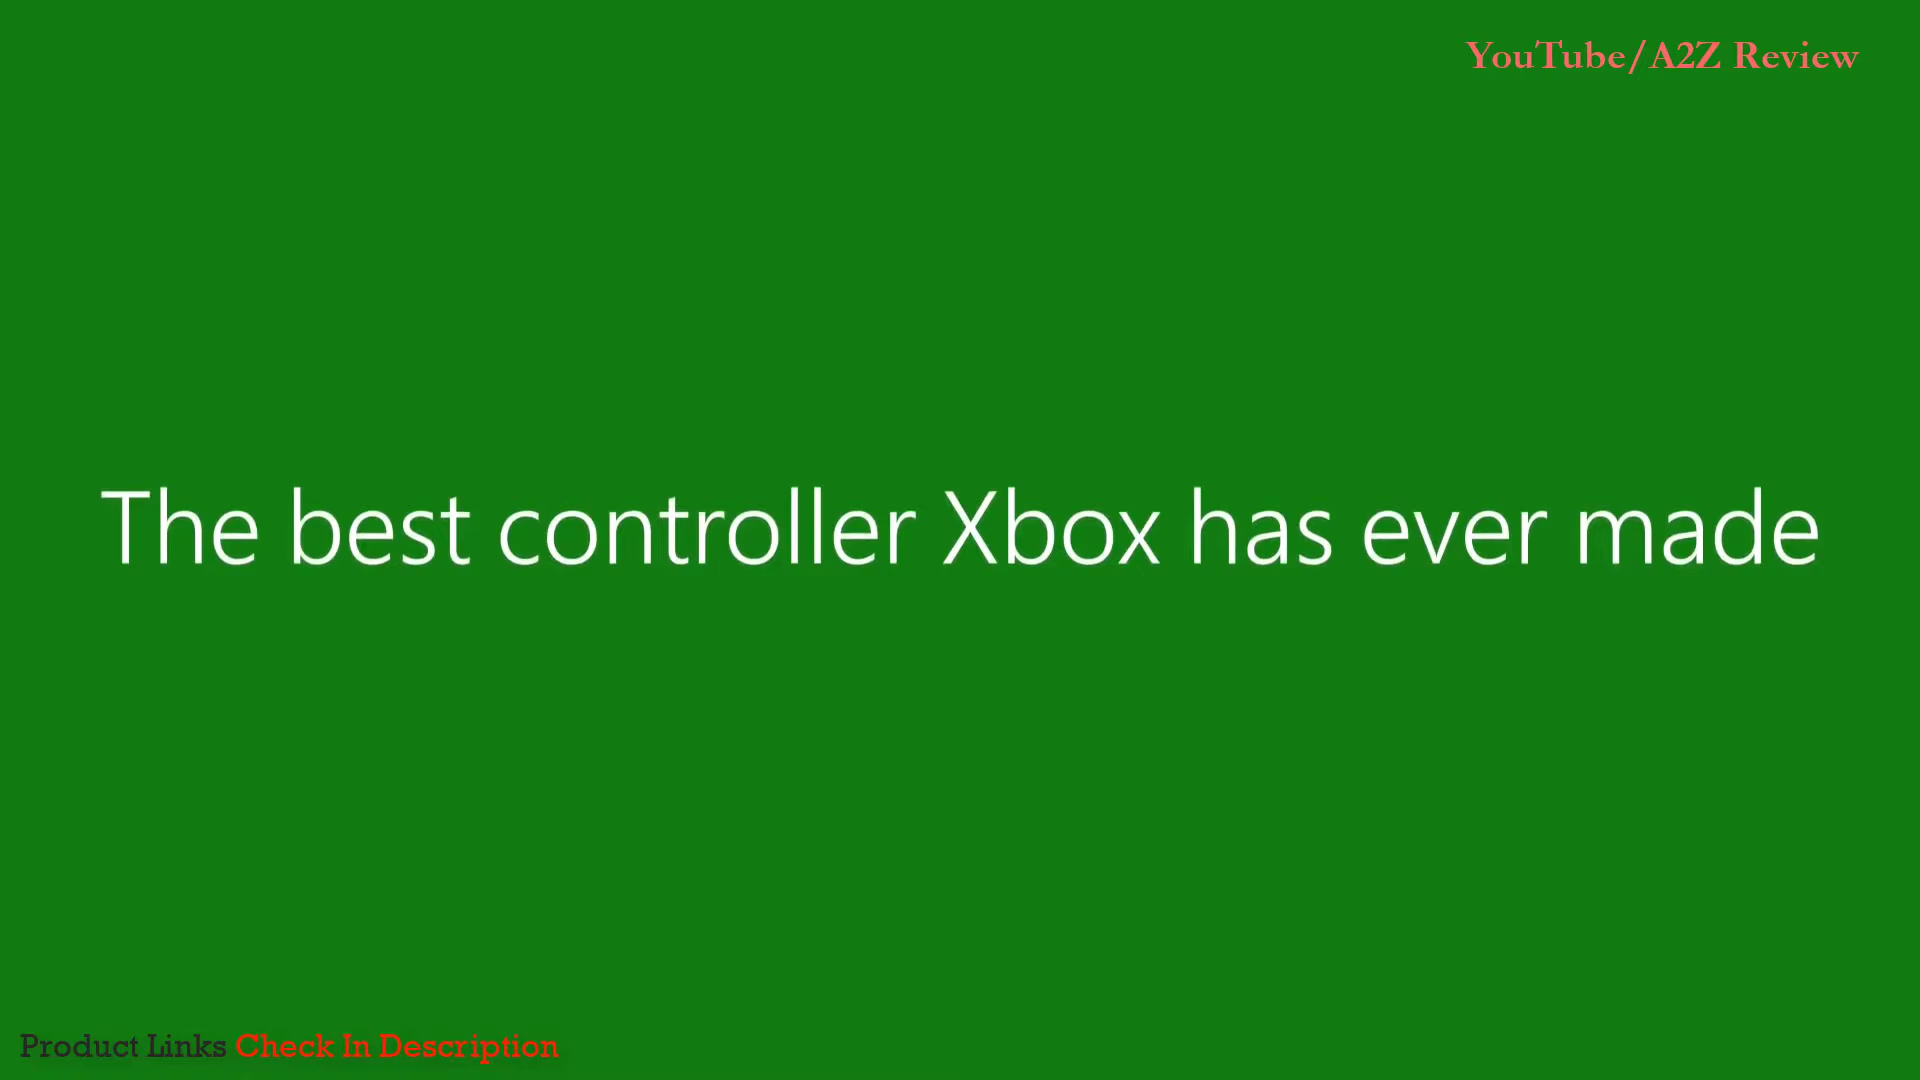 YouTube/A2Z Review
The best controller Xbox has ever made
Product Links Check In Description